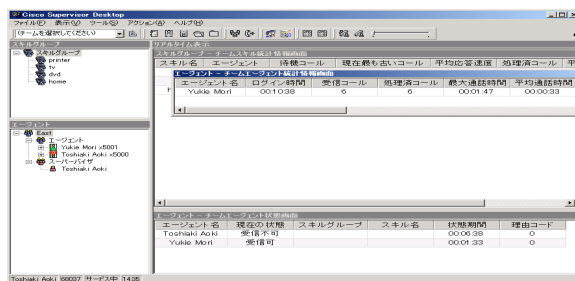 Cisco Supervisor Desktop
ファイル(F) 表示(V) ツール(S) アクション(A) ヘルプ(H)
(チームを選択してください)
スキルグループ
スキルグループ
printer
tv
dvd
home
エージェント
East
エージェント
Yukie Mori x5001
Toshiaki Aoki x5000
スーパーバイザ
Toshiaki Aoki
リアルタイム表示
スキルグループ - チームスキル統計情報画面
スキル名 エージェント 待機コール 現在最も古いコール 平均応答速度 処理済コール 平
エージェント - チームエージェント統計情報画面
エージェント名 ログイン時間 受信コール 処理済コール 最大通話時間 平均通話時間
Yukie Mori 00:10:38 6 6 00:01:47 00:00:33
エージェント - チームエージェント状態画面
エージェント名 現在の状態 スキルグループ スキル名 状態期間 理由コード
Toshiaki Aoki 受信不可 00:06:38 0
Yukie Mori 受信可 00:01:33 0
Toshiaki Aoki 68037 サービス中 14:35